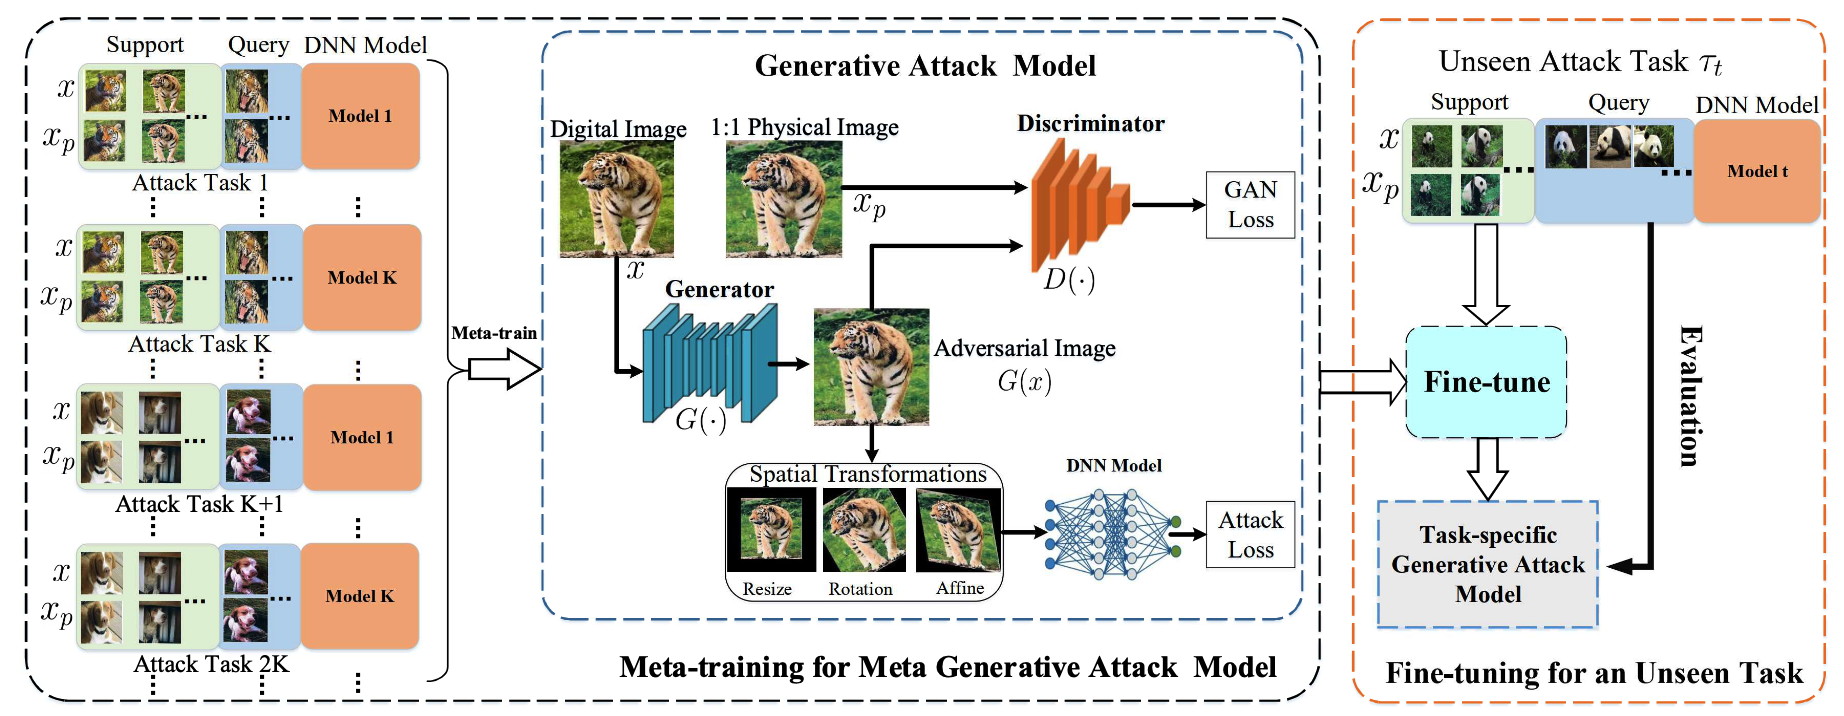 Support Query DNN Model
x
x_p
Model 1
Attack Task 1
x
x_p
Model K
Attack Task K
x
x_p
Model 1
Attack Task K+1
x
x_p
Model K
Attack Task 2K
Meta-train
Generative Attack Model
Digital Image
1:1 Physical Image
Discriminator
x
x_p
D(·)
GAN
Loss
Generator
G(·)
Adversarial Image
G(x)
Spatial Transformations
Resize Rotation Affine
DNN Model
Attack
Loss
Meta-training for Meta Generative Attack Model
Unseen Attack Task τ_t
Support Query DNN Model
x
x_p
Model t
Fine-tune
Evaluation
Task-specific
Generative Attack
Model
Fine-tuning for an Unseen Task